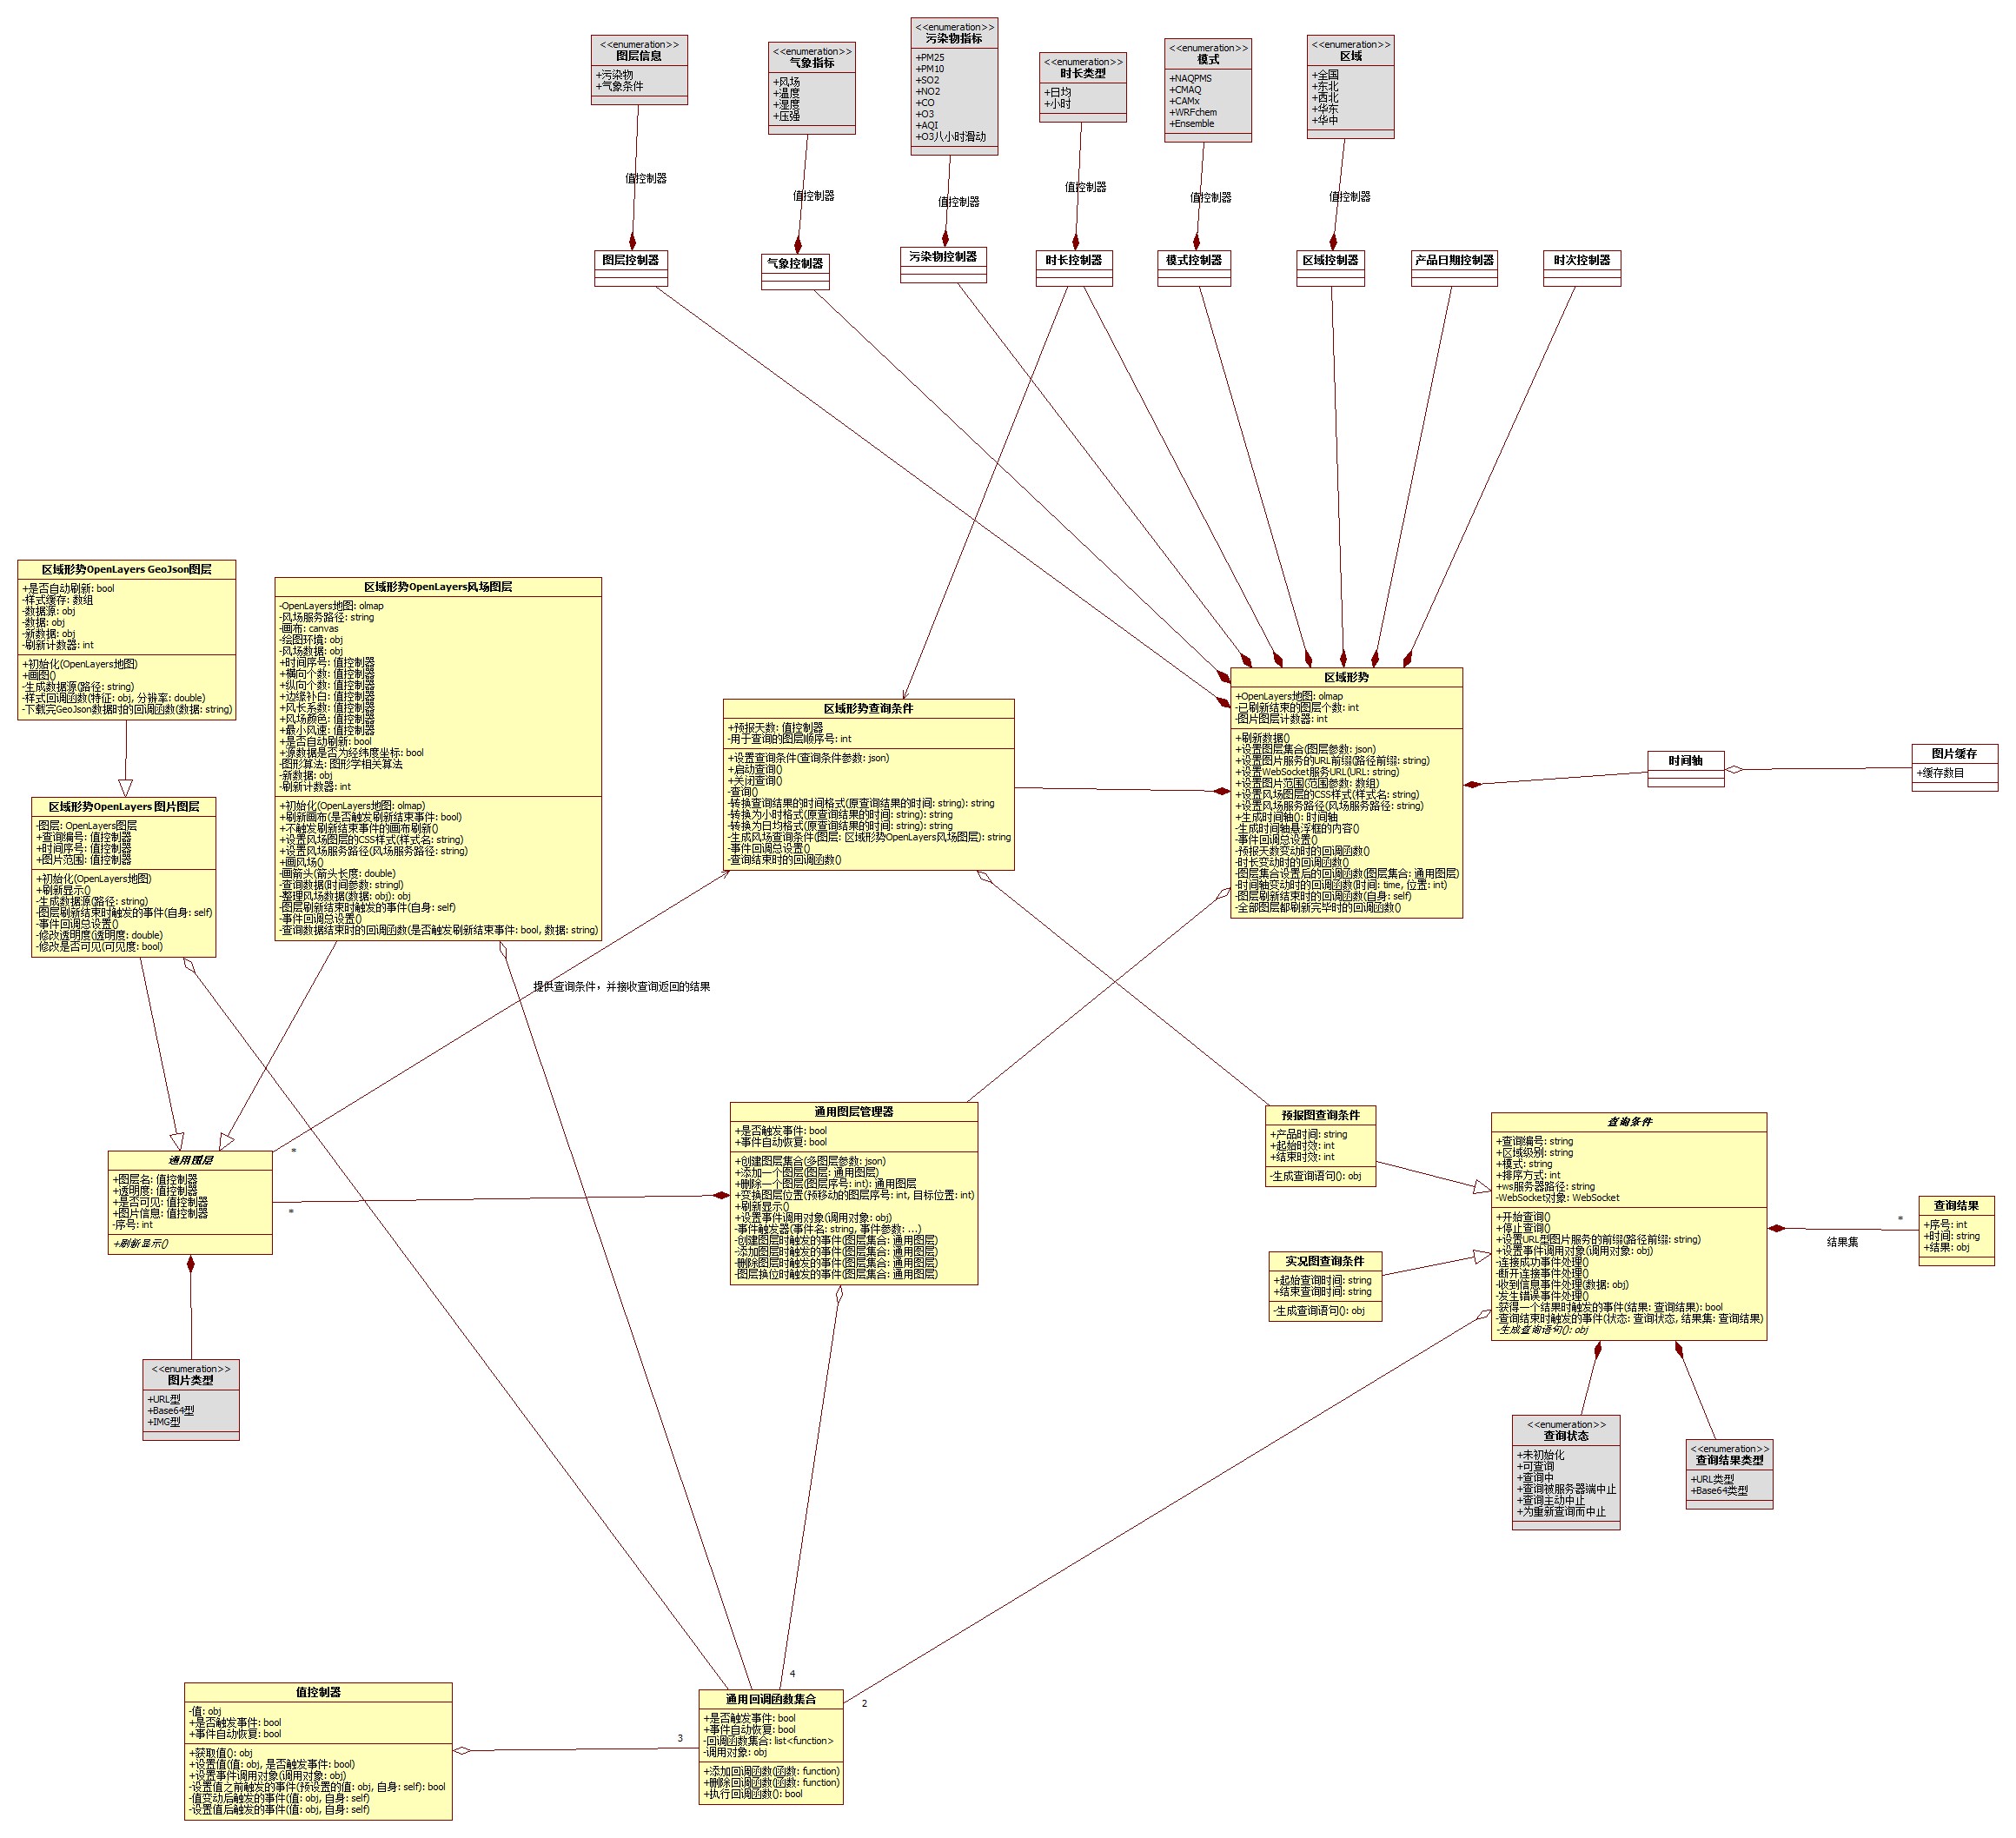 <<enumeration>>
图层信息
+污染物
+气象条件
<<enumeration>>
气象指标
+风场
+温度
+湿度
+压强
<<enumeration>>
污染物指标
+PM25
+PM10
+SO2
+NO2
+CO
+O3
+AQI
+O3八小时滑动
<<enumeration>>
时长类型
+日均
+小时
<<enumeration>>
模式
+NAQPMS
+CMAQ
+CAMx
+WRFchem
+Ensemble
<<enumeration>>
区域
+全国
+东北
+西北
+华东
+华中
值控制器
值控制器
值控制器
值控制器
值控制器
值控制器
图层控制器
气象控制器
污染物控制器
时长控制器
模式控制器
区域控制器
产品日期控制器
时次控制器
区域形势OpenLayers GeoJson图层
+是否自动刷新: bool
-样式缓存: 数组
-数据源: obj
-数据: obj
-新数据: obj
-刷新计数器: int
+初始化(OpenLayers地图)
+画图()
-生成数据源(路径: string)
-样式回调函数(特征: obj, 分辨率: double)
-下载完GeoJson数据时的回调函数(数据: string)
区域形势OpenLayers风场图层
-OpenLayers地图: olmap
-风场服务路径: string
-画布: canvas
-绘图环境: obj
-风场数据: obj
+时间序号: 值控制器
+横向个数: 值控制器
+纵向个数: 值控制器
+边缘补白: 值控制器
+风长系数: 值控制器
+风场颜色: 值控制器
+最小风速: 值控制器
+是否自动刷新: bool
+源数据是否为经纬度坐标: bool
-图形算法: 图形学相关算法
-新数据: obj
-刷新计数器: int
+初始化(OpenLayers地图: olmap)
+刷新画布(是否触发刷新结束事件: bool)
+不触发刷新结束事件的画布刷新()
+设置风场图层的CSS样式(样式名: string)
+设置风场服务路径(风场服务路径: string)
+画风场()
-画箭头(箭头长度: double)
-查询数据(时间参数: stringl)
-整理风场数据(数据: obj): obj
-图层刷新结束时触发的事件(自身: self)
-事件回调总设置()
-查询数据结束时的回调函数(是否触发刷新结束事件: bool, 数据: string)
区域形势查询条件
+预报天数: 值控制器
-用于查询的图层顺序号: int
+设置查询条件(查询条件参数: json)
+启动查询()
+关闭查询()
-查询()
-转换查询结果的时间格式(原查询结果的时间: string): string
-转换为小时格式(原查询结果的时间: string): string
-转换为日均格式(原查询结果的时间: string): string
-生成风场查询条件(图层: 区域形势OpenLayers风场图层): string
-事件回调总设置()
-查询结束时的回调函数()
区域形势
+OpenLayers地图: olmap
-已刷新结束的图层个数: int
-图片图层计数器: int
+刷新数据()
+设置图层集合(图层参数: json)
+设置图片服务的URL前缀(路径前缀: string)
+设置WebSocket服务URL(URL: string)
+设置图片范围(范围参数: 数组)
+设置风场图层的CSS样式(样式名: string)
+设置风场服务路径(风场服务路径: string)
+生成时间轴(): 时间轴
-生成时间轴悬浮框的内容()
-事件回调总设置()
-预报天数变动时的回调函数()
-时长变动时的回调函数()
-图层集合设置后的回调函数(图层集合: 通用图层)
-时间轴变动时的回调函数(时间: time, 位置: int)
-图层刷新结束时的回调函数(自身: self)
-全部图层都刷新完毕时的回调函数()
时间轴
图片缓存
+缓存数目
区域形势OpenLayers 图片图层
-图层: OpenLayers图层
+查询编号: 值控制器
+时间序号: 值控制器
+图片范围: 值控制器
+初始化(OpenLayers地图)
+刷新显示()
-生成数据源(路径: string)
-图层刷新结束时触发的事件(自身: self)
-事件回调总设置()
-修改透明度(透明度: double)
-修改是否可见(可见度: bool)
提供查询条件，并接收查询返回的结果
*
*
通用图层
+图层名: 值控制器
+透明度: 值控制器
+是否可见: 值控制器
+图片信息: 值控制器
-序号: int
+刷新显示()
通用图层管理器
+是否触发事件: bool
+事件自动恢复: bool
+创建图层集合(多图层参数: json)
+添加一个图层(图层: 通用图层)
+删除一个图层(图层序号: int): 通用图层
+变换图层位置(预移动的图层序号: int, 目标位置: int)
+刷新显示()
+设置事件调用对象(调用对象: obj)
-事件触发器(事件名: string, 事件参数: ...)
-创建图层时触发的事件(图层集合: 通用图层)
-添加图层时触发的事件(图层集合: 通用图层)
-删除图层时触发的事件(图层集合: 通用图层)
-图层换位时触发的事件(图层集合: 通用图层)
预报图查询条件
+产品时间: string
+起始时效: int
+结束时效: int
-生成查询语句(): obj
实况图查询条件
+起始查询时间: string
+结束查询时间: string
-生成查询语句(): obj
查询条件
+查询编号: string
+区域级别: string
+模式: string
+排序方式: int
+ws服务器路径: string
-WebSocket对象: WebSocket
+开始查询()
+停止查询()
+设置URL型图片服务的前缀(路径前缀: string)
+设置事件调用对象(调用对象: obj)
-连接成功事件处理()
-断开连接事件处理()
-收到信息事件处理(数据: obj)
-发生错误事件处理()
-获得一个结果时触发的事件(结果: 查询结果): bool
-查询结束时触发的事件(状态: 查询状态, 结果集: 查询结果)
-生成查询语句(): obj
*
结果集
查询结果
+序号: int
+时间: string
+结果: obj
<<enumeration>>
图片类型
+URL型
+Base64型
+IMG型
<<enumeration>>
查询状态
+未初始化
+可查询
+查询中
+查询被服务器端中止
+查询主动中止
+为重新查询而中止
<<enumeration>>
查询结果类型
+URL类型
+Base64类型
值控制器
-值: obj
+是否触发事件: bool
+事件自动恢复: bool
+获取值(): obj
+设置值(值: obj, 是否触发事件: bool)
+设置事件调用对象(调用对象: obj)
-设置值之前触发的事件(预设置的值: obj, 自身: self): bool
-值变动后触发的事件(值: obj, 自身: self)
-设置值后触发的事件(值: obj, 自身: self)
3
4
2
通用回调函数集合
+是否触发事件: bool
+事件自动恢复: bool
-回调函数集合: list<function>
-调用对象: obj
+添加回调函数(函数: function)
+删除回调函数(函数: function)
+执行回调函数(): bool